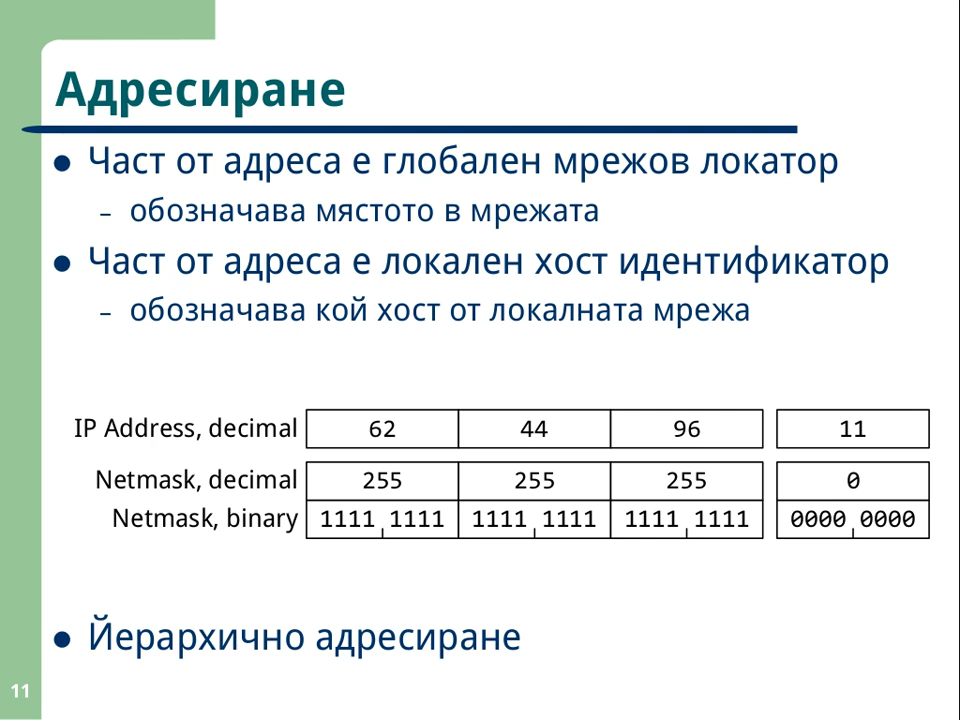 Адресиране
● Част от адреса е глобален мрежов локатор
– обозначава мястото в мрежата
● Част от адреса е локален хост идентификатор
– обозначава кой хост от локалната мрежа
IP Address, decimal 62 44 96 11
Netmask, decimal 255 255 255 0
Netmask, binary 1111 1111 1111 1111 1111 1111 0000 0000
● Йерархично адресиране
11